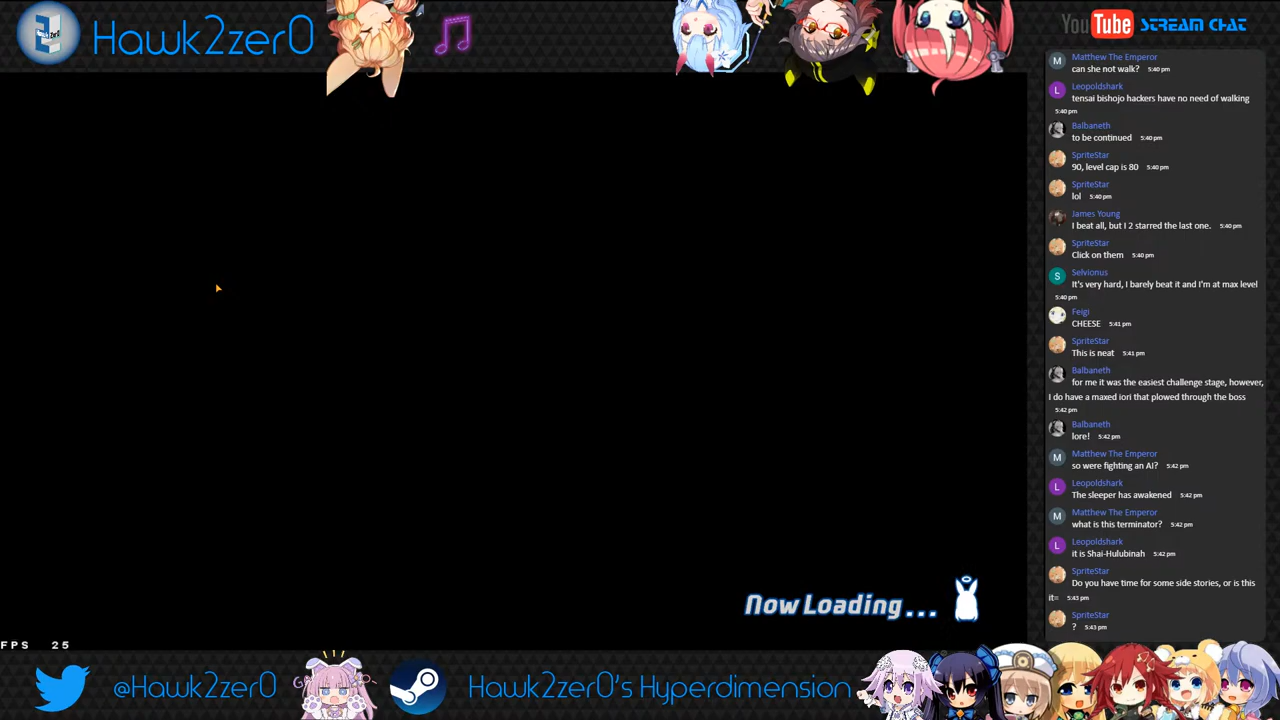 Hawk2zer0
You Tube STREAM CHAT
M Matthew The Emperor
can she not walk? 5:40 pm
L Leopoldshark
tensai bishojo hackers have no need of walking
5:40 pm
Balbaneth
to be continued 5:40 pm
SpriteStar
90, level cap is 80 5:40 pm
SpriteStar
lol 5:40 pm
James Young
I beat all, but I 2 starred the last one. 5:40 pm
SpriteStar
Click on them 5:40 pm
S Selvionus
It's very hard, I barely beat it and I'm at max level
5:40 pm
Feigi
CHEESE 5:41 pm
SpriteStar
This is neat 5:41 pm
Balbaneth
for me it was the easiest challenge stage, however,
I do have a maxed iori that plowed through the boss
5:42 pm
Balbaneth
lore! 5:42 pm
M Matthew The Emperor
so were fighting an AI? 5:42 pm
L Leopoldshark
The sleeper has awakened 5:42 pm
M Matthew The Emperor
what is this terminator? 5:42 pm
L Leopoldshark
it is Shai-Hulubinah 5:42 pm
SpriteStar
Do you have time for some side stories, or is this
it= 5:43 pm
SpriteStar
? 5:43 pm
Now Loading...
FPS 25
@Hawk2zer0
Hawk2zer0's Hyperdimension